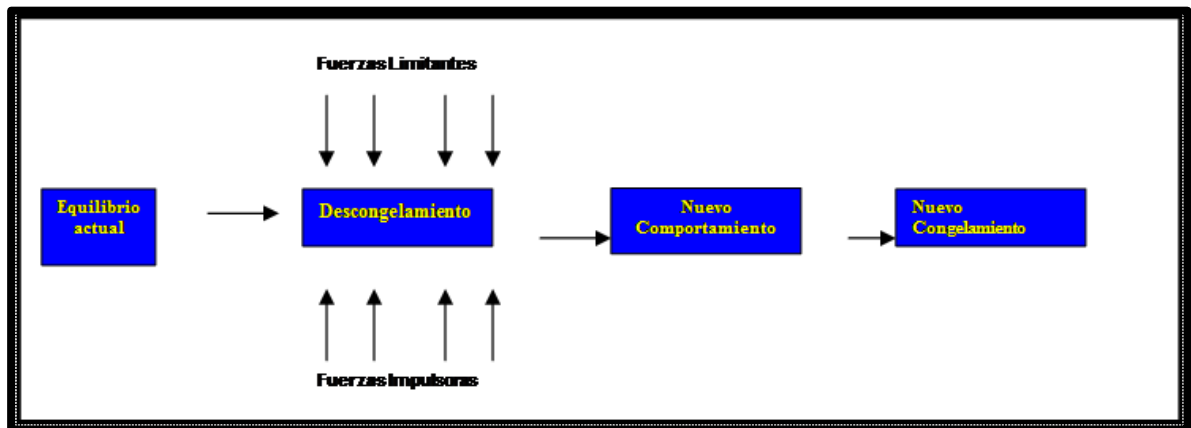 Fuerzas Limitantes
Equilibrio
actual
Descongelamiento
Nuevo
Comportamiento
Nuevo
Congelamiento
Fuerzas Impulsoras